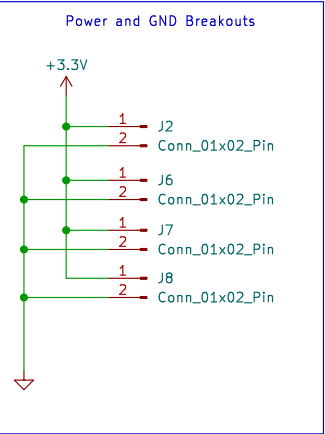 Power and GND Breakouts
+3.3V
1 J2
2 Conn_01x02_Pin
1 J6
2 Conn_01x02_Pin
1 J7
2 Conn_01x02_Pin
1 J8
2 Conn_01x02_Pin